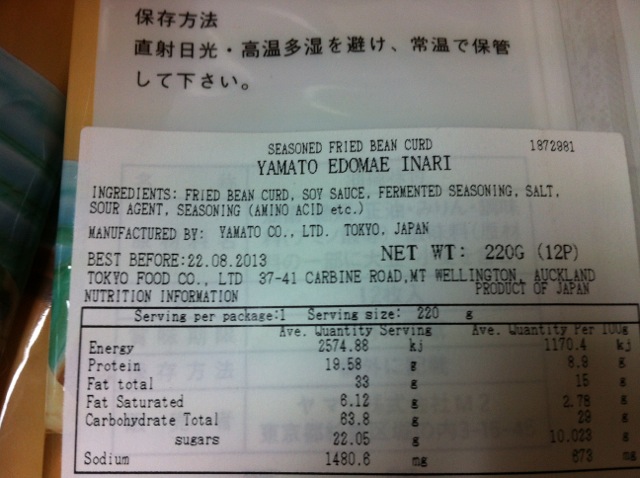 保存方法
直射日光・高温多湿を避け、常温で保管
して下さい。
SEASONED FRIED BEAN CURD 1872981
YAMATO EDOMAE INARI
INGREDIENTS: FRIED BEAN CURD, SOY SAUCE, FERMENTED SEASONING, SALT,
SOUR AGENT, SEASONING (AMINO ACID etc.)
MANUFACTURED BY: YAMATO CO., LTD. TOKYO, JAPAN
BEST BEFORE:22.08.2013 NET WT: 220G (12P)
TOKYO FOOD CO., LTD 37-41 CARBINE ROAD,MT WELLINGTON, AUCKLAND
NUTRITION INFORMATION PRODUCT OF JAPAN
Serving per package:1 Serving size: 220 g
Ave. Quantity Serving Ave. Quantity Per 100g
Energy 2574.88 kj 1170.4 kj
Protein 19.58 g 8.9 g
Fat total 33 g 15 g
Fat Saturated 6.12 g 2.78 g
Carbohydrate Total 63.8 g 29 g
sugars 22.05 g 10.023 g
Sodium 1480.6 mg 673 mg